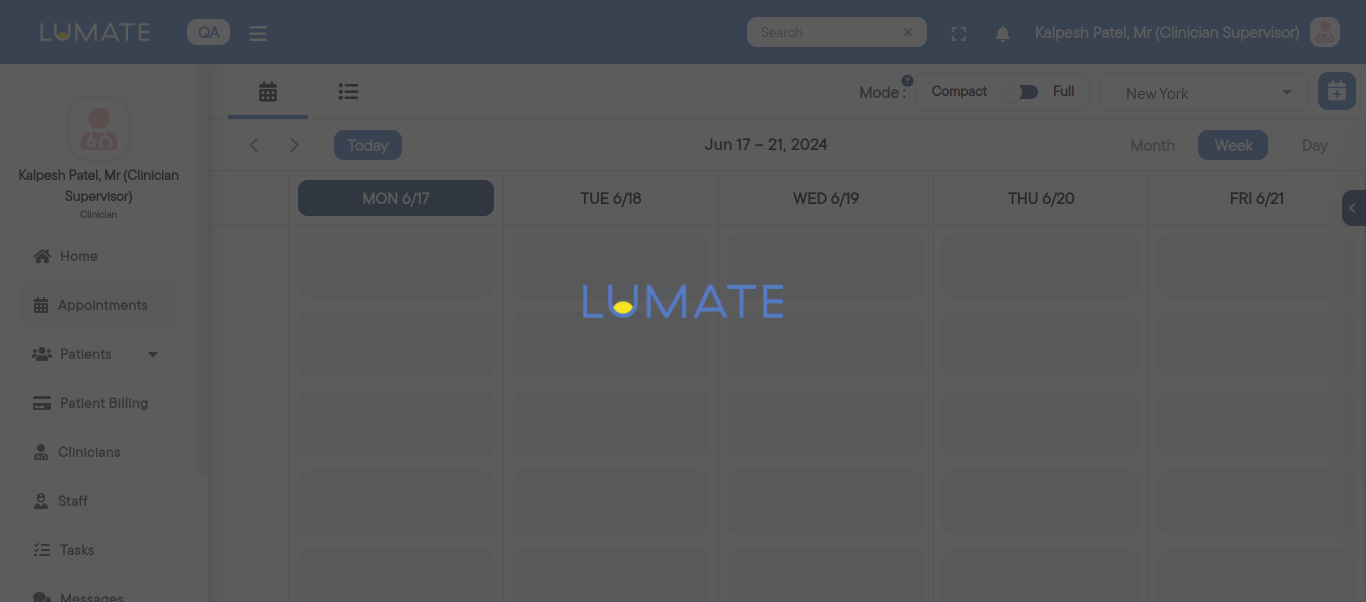 LUMATE
QA
Search
Kalpesh Patel, Mr (Clinician Supervisor)
Kalpesh Patel, Mr (Clinician
Supervisor)
Clinician
Home
Appointments
Patients
Patient Billing
Clinicians
Staff
Tasks
Messages
Mode :
?
Compact
Full
New York
Today
Jun 17 – 21, 2024
Month
Week
Day
MON 6/17
TUE 6/18
WED 6/19
THU 6/20
FRI 6/21
LUMATE